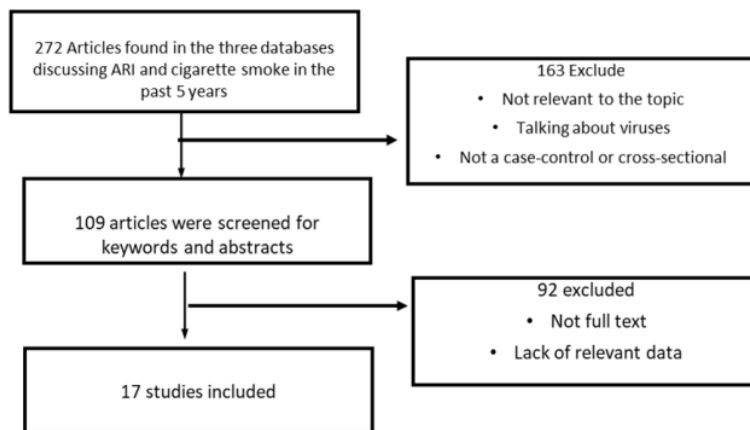 272 Articles found in the three databases
discussing ARI and cigarette smoke in the
past 5 years
163 Exclude
• Not relevant to the topic
• Talking about viruses
• Not a case-control or cross-sectional
109 articles were screened for
keywords and abstracts
92 excluded
• Not full text
• Lack of relevant data
17 studies included